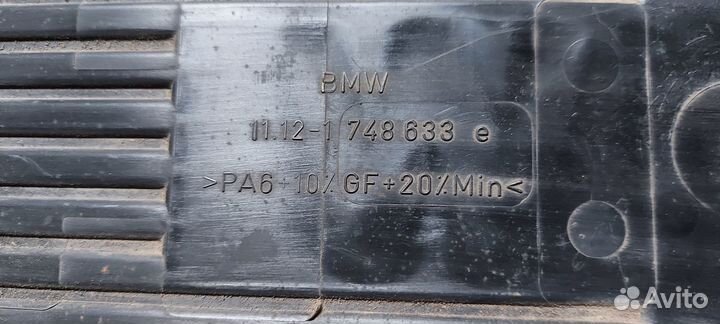 BMW
11.12-1 748 633 e
>PA6+10%GF+20%Min<
Avito